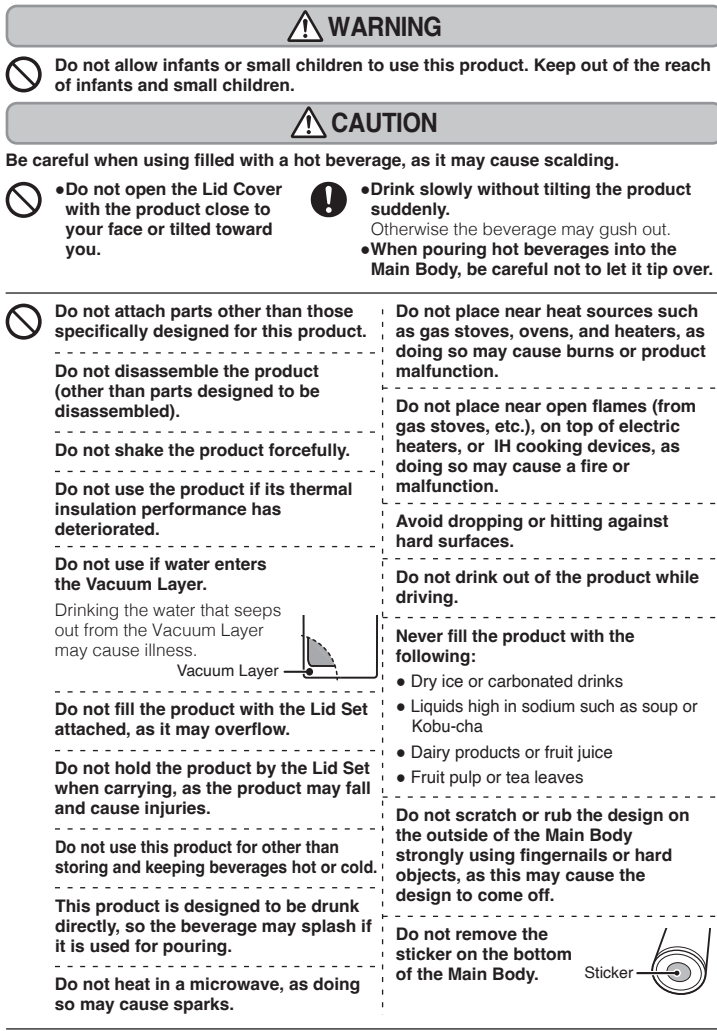 WARNING
Do not allow infants or small children to use this product. Keep out of the reach
of infants and small children.
CAUTION
Be careful when using filled with a hot beverage, as it may cause scalding.
●Do not open the Lid Cover
with the product close to
your face or tilted toward
you.
●Drink slowly without tilting the product
suddenly.
Otherwise the beverage may gush out.
●When pouring hot beverages into the
Main Body, be careful not to let it tip over.
Do not attach parts other than those
specifically designed for this product.
Do not disassemble the product
(other than parts designed to be
disassembled).
Do not shake the product forcefully.
Do not use the product if its thermal
insulation performance has
deteriorated.
Do not use if water enters
the Vacuum Layer.
Drinking the water that seeps
out from the Vacuum Layer
may cause illness.
Vacuum Layer
Do not fill the product with the Lid Set
attached, as it may overflow.
Do not hold the product by the Lid Set
when carrying, as the product may fall
and cause injuries.
Do not use this product for other than
storing and keeping beverages hot or cold.
This product is designed to be drunk
directly, so the beverage may splash if
it is used for pouring.
Do not heat in a microwave, as doing
so may cause sparks.
Do not place near heat sources such
as gas stoves, ovens, and heaters, as
doing so may cause burns or product
malfunction.
Do not place near open flames (from
gas stoves, etc.), on top of electric
heaters, or IH cooking devices, as
doing so may cause a fire or
malfunction.
Avoid dropping or hitting against
hard surfaces.
Do not drink out of the product while
driving.
Never fill the product with the
following:
● Dry ice or carbonated drinks
● Liquids high in sodium such as soup or
Kobu-cha
● Dairy products or fruit juice
● Fruit pulp or tea leaves
Do not scratch or rub the design on
the outside of the Main Body
strongly using fingernails or hard
objects, as this may cause the
design to come off.
Do not remove the
sticker on the bottom
of the Main Body.
Sticker